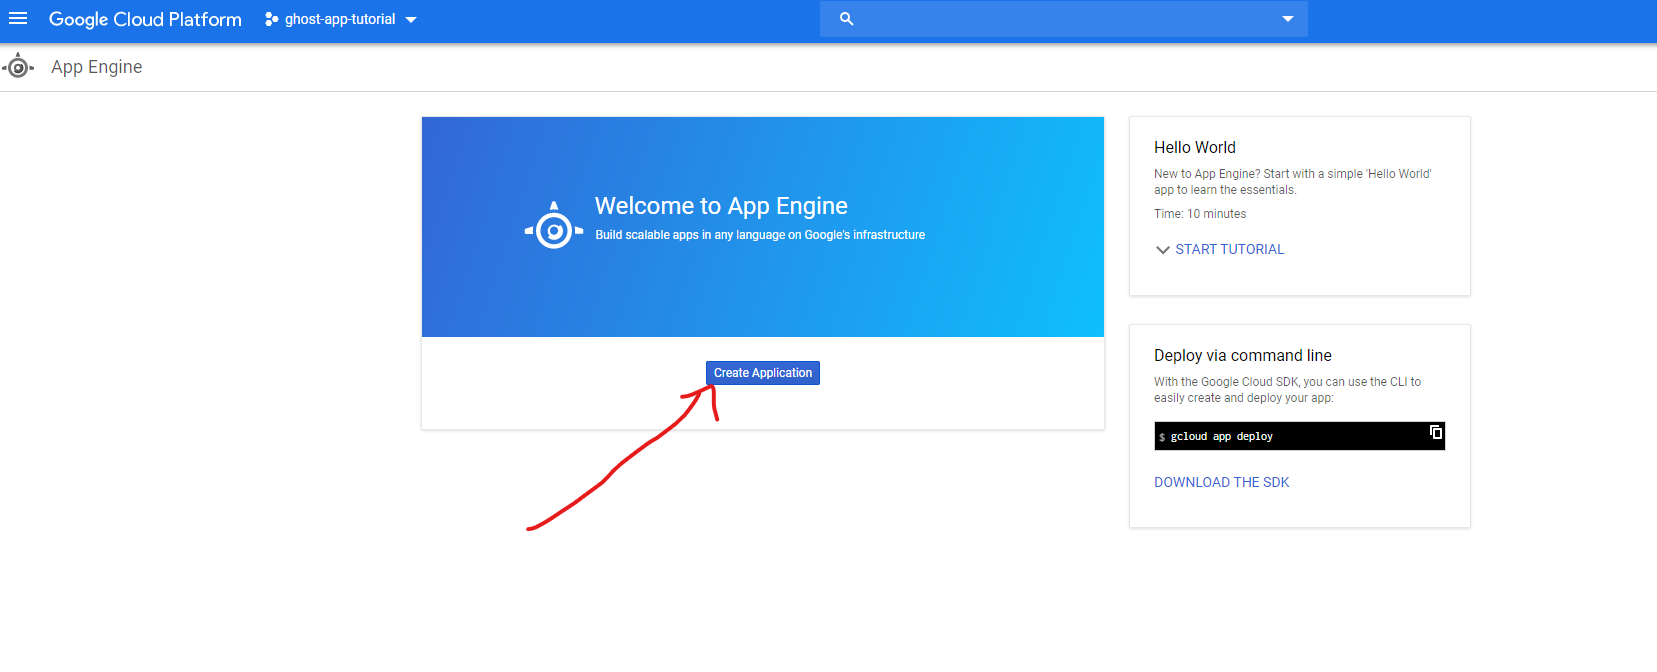 Google Cloud Platform
ghost-app-tutorial
App Engine
Welcome to App Engine
Build scalable apps in any language on Google's infrastructure
Create Application
Hello World
New to App Engine? Start with a simple 'Hello World'
app to learn the essentials.
Time: 10 minutes
START TUTORIAL
Deploy via command line
With the Google Cloud SDK, you can use the CLI to
easily create and deploy your app:
$ gcloud app deploy
DOWNLOAD THE SDK